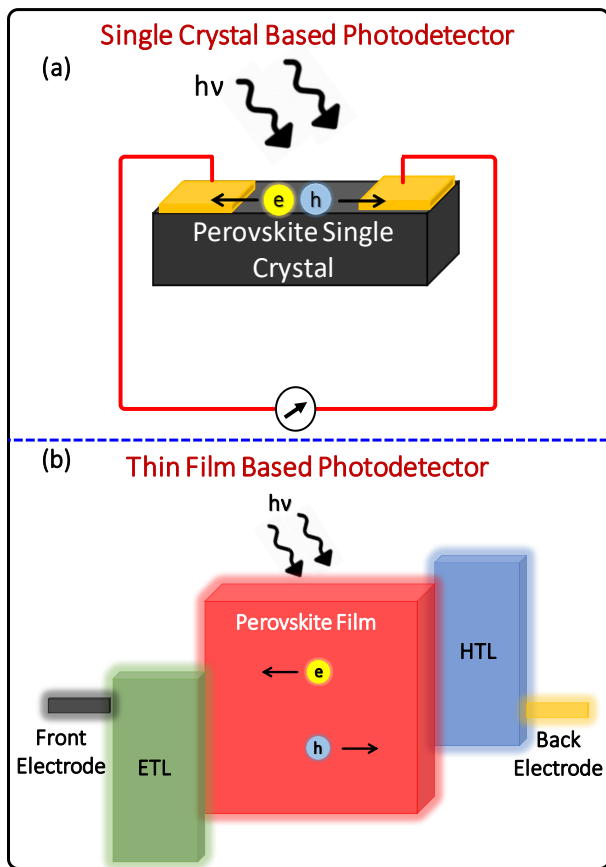 Single Crystal Based Photodetector
(a)
hν
e h
Perovskite Single
Crystal
(b)
Thin Film Based Photodetector
hν
Perovskite Film
HTL
e
h
Front
Electrode
ETL
Back
Electrode